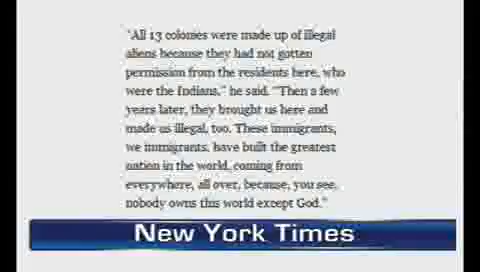 "All 13 colonies were made up of illegal
aliens because they had not gotten
permission from the residents here, who
were the Indians," he said. "Then a few
years later, they brought us here and
made us illegal, too. These immigrants,
we immigrants, have built the greatest
nation in the world, coming from
everywhere, all over, because, you see,
nobody owns this world except God."
New York Times